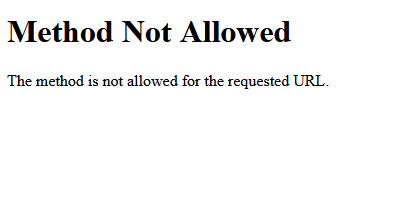 Method Not Allowed
The method is not allowed for the requested URL.